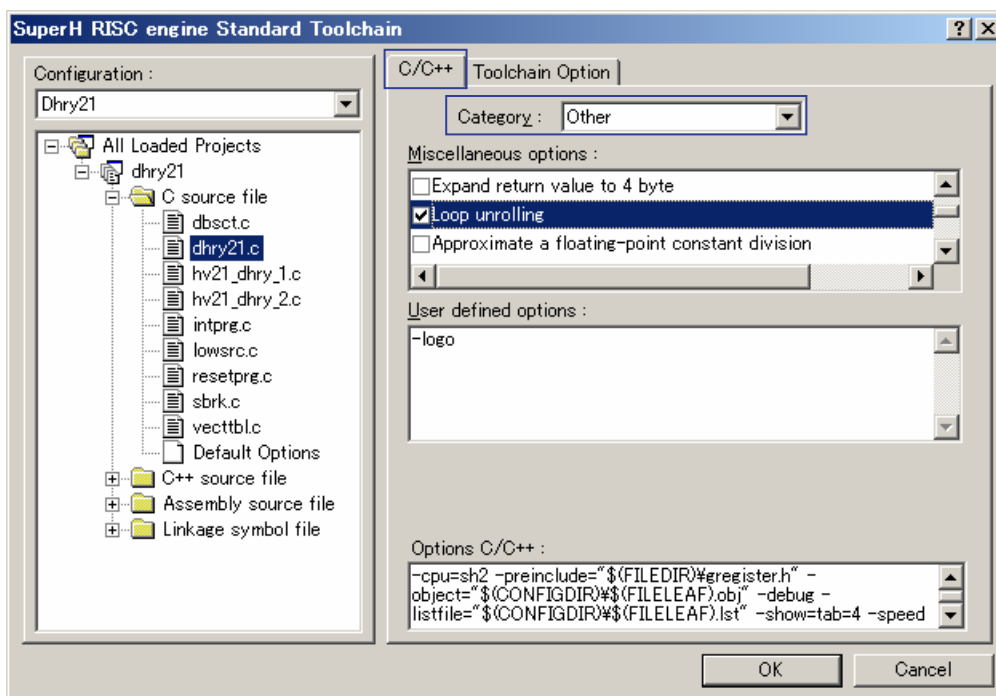 SuperH RISC engine Standard Toolchain
Configuration :
Dhry21
All Loaded Projects
dhry21
C source file
dbsct.c
dhry21.c
hv21_dhry_1.c
hv21_dhry_2.c
intprg.c
lowsrc.c
resetprg.c
sbrk.c
vecttbl.c
Default Options
C++ source file
Assembly source file
Linkage symbol file
C/C++
Toolchain Option
Category :
Other
Miscellaneous options :
Expand return value to 4 byte
Loop unrolling
Approximate a floating-point constant division
User defined options :
-logo
Options C/C++ :
-cpu=sh2 -preinclude="$(FILEDIR)¥gregister.h" -
object="$(CONFIGDIR)¥$(FILELEAF).obj" -debug -
listfile="$(CONFIGDIR)¥$(FILELEAF).lst" -show=tab=4 -speed
OK
Cancel